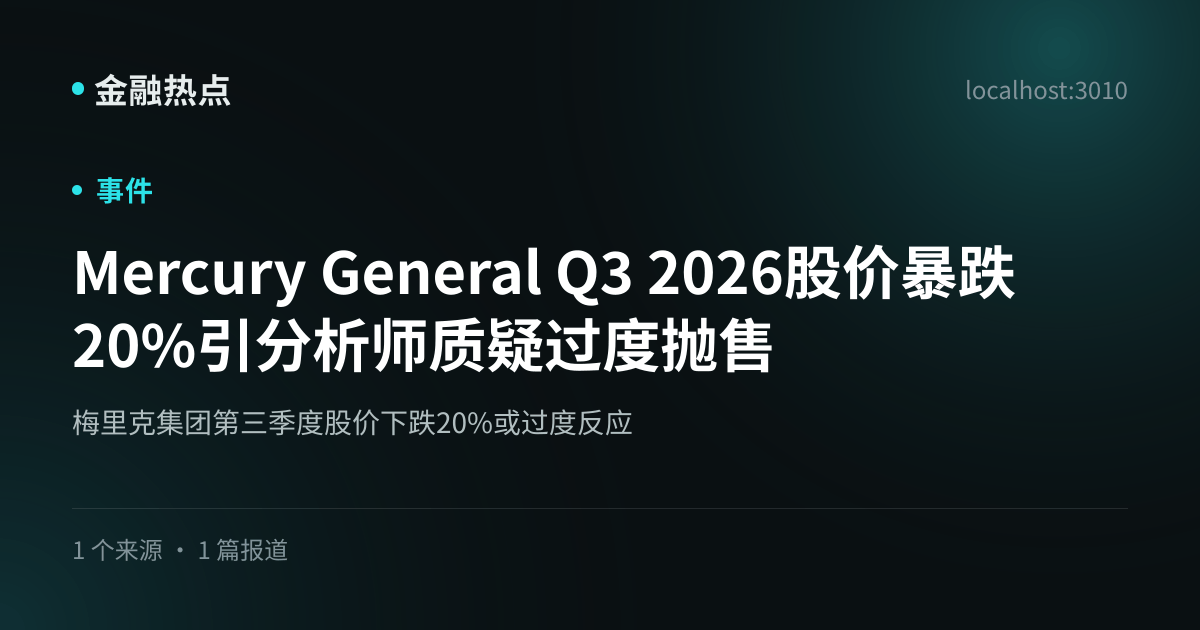 金融热点
localhost:3010
事件
Mercury General Q3 2026股价暴跌
20%引分析师质疑过度抛售
梅里克集团第三季度股价下跌20%或过度反应
1 个来源 · 1 篇报道